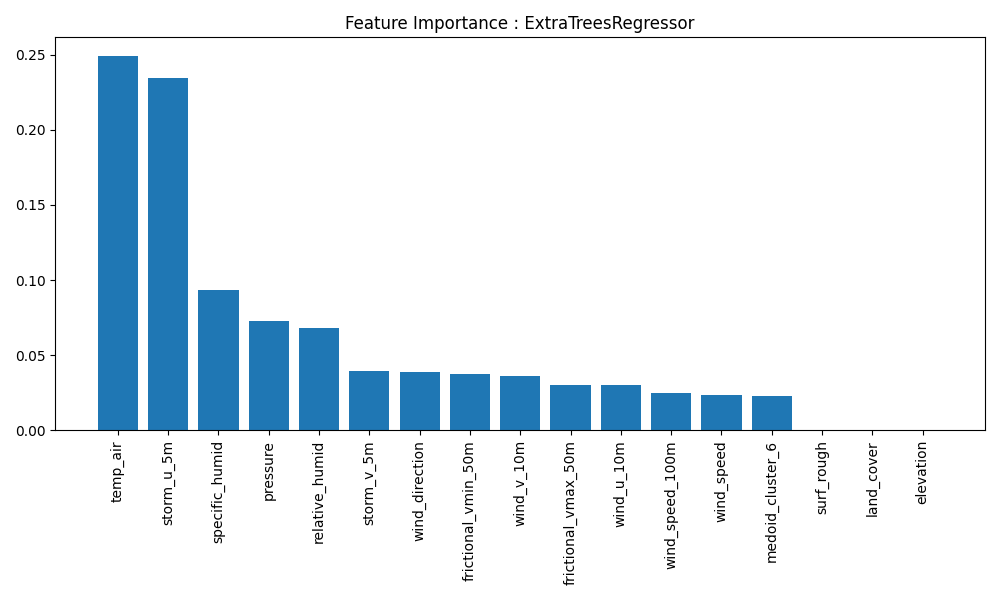 Feature Importance : ExtraTreesRegressor
0.25
0.20
0.15
0.10
0.05
0.00
temp_air
storm_u_5m
specific_humid
pressure
relative_humid
storm_v_5m
wind_direction
frictional_vmin_50m
wind_v_10m
frictional_vmax_50m
wind_u_10m
wind_speed_100m
wind_speed
medoid_cluster_6
surf_rough
land_cover
elevation